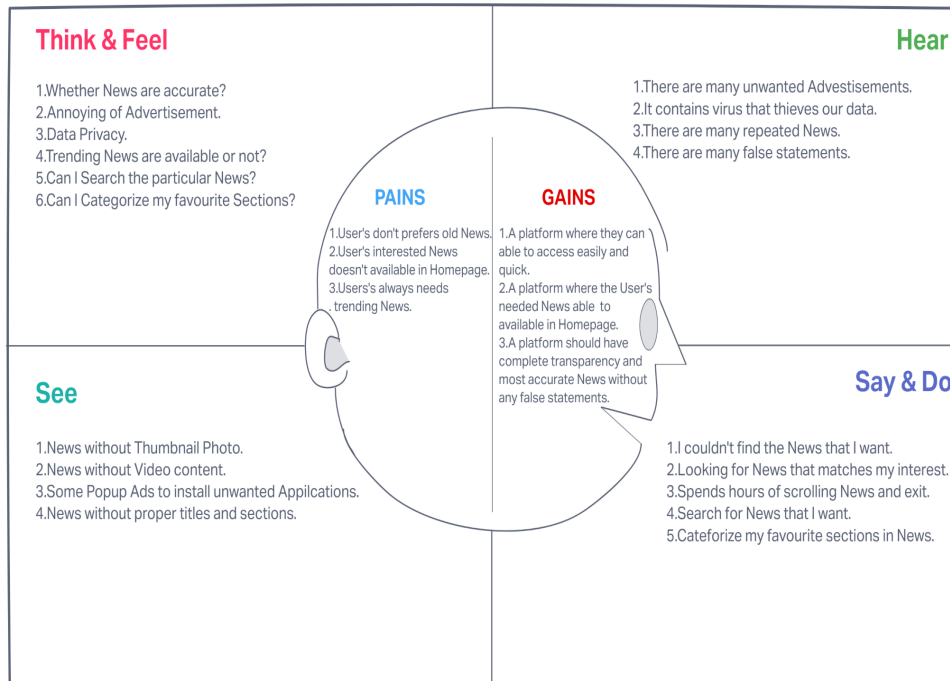 Think & Feel
1.Whether News are accurate?
2.Annoying of Advertisement.
3.Data Privacy.
4.Trending News are available or not?
5.Can I Search the particular News?
6.Can I Categorize my favourite Sections?
Hear
1.There are many unwanted Advestisements.
2.It contains virus that thieves our data.
3.There are many repeated News.
4.There are many false statements.
PAINS
1.User's don't prefers old News.
2.User's interested News
doesn't available in Homepage.
3.Users's always needs
. trending News.
GAINS
1.A platform where they can
able to access easily and
quick.
2.A platform where the User's
needed News able to
available in Homepage.
3.A platform should have
complete transparency and
most accurate News without
any false statements.
See
1.News without Thumbnail Photo.
2.News without Video content.
3.Some Popup Ads to install unwanted Appilcations.
4.News without proper titles and sections.
Say & Do
1.I couldn't find the News that I want.
2.Looking for News that matches my interest.
3.Spends hours of scrolling News and exit.
4.Search for News that I want.
5.Cateforize my favourite sections in News.